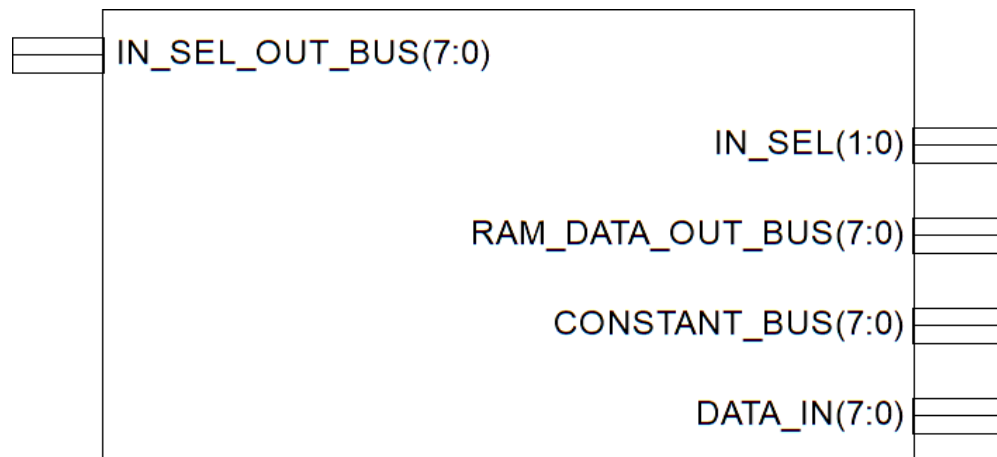 IN_SEL_OUT_BUS(7:0)
IN_SEL(1:0)
RAM_DATA_OUT_BUS(7:0)
CONSTANT_BUS(7:0)
DATA_IN(7:0)